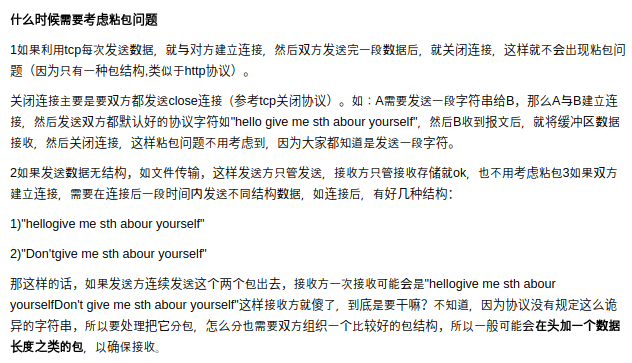 什么时候需要考虑粘包问题
1如果利用tcp每次发送数据，就与对方建立连接，然后双方发送完一段数据后，就关闭连接，这样就不会出现粘包问
题（因为只有一种包结构,类似于http协议）。
关闭连接主要是要双方都发送close连接（参考tcp关闭协议）。如：A需要发送一段字符串给B，那么A与B建立连
接，然后发送双方都默认好的协议字符如"hello give me sth abour yourself"，然后B收到报文后，就将缓冲区数据
接收，然后关闭连接，这样粘包问题不用考虑到，因为大家都知道是发送一段字符。
2如果发送数据无结构，如文件传输，这样发送方只管发送，接收方只管接收存储就ok，也不用考虑粘包3如果双方
建立连接，需要在连接后一段时间内发送不同结构数据，如连接后，有好几种结构：
1)"hellogive me sth abour yourself"
2)"Don'tgive me sth abour yourself"
那这样的话，如果发送方连续发送这个两个包出去，接收方一次接收可能会是"hellogive me sth abour
yourselfDon't give me sth abour yourself"这样接收方就傻了，到底是要干嘛？不知道，因为协议没有规定这么诡
异的字符串，所以要处理把它分包，怎么分也需要双方组织一个比较好的包结构，所以一般可能会在头加一个数据
长度之类的包，以确保接收。